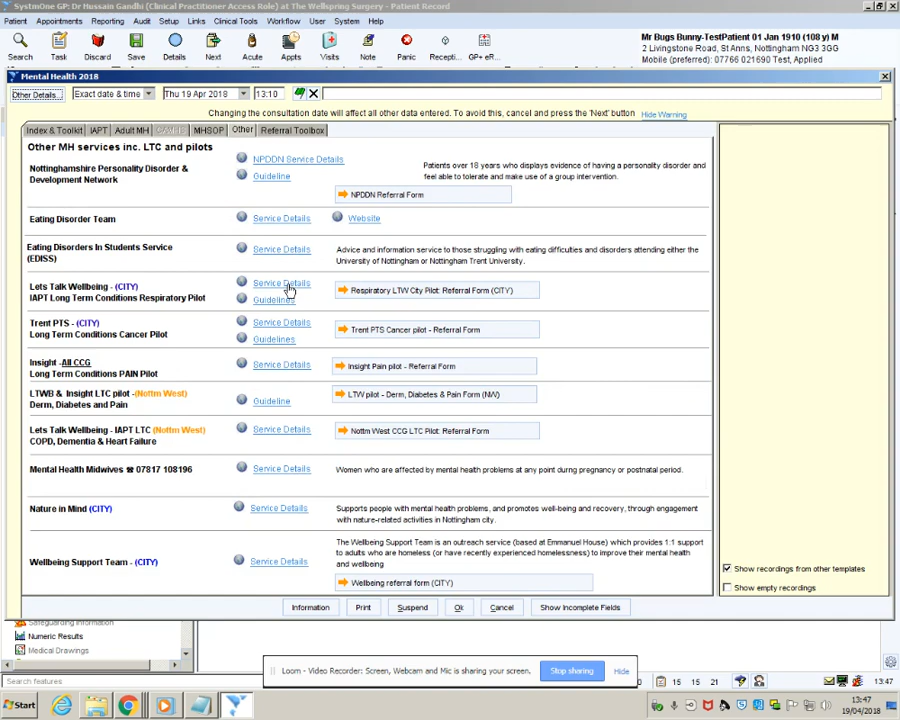 SystmOne GP: Dr Hussain Gandhi (Clinical Practitioner Access Role) at The Wellspring Surgery - Patient Record
Patient Appointments Reporting Audit Setup Links Clinical Tools Workflow User System Help
Search Task Discard Save Details Next Acute Appts Visits Note Panic Recepti... GP+ eR...
Mr Bugs Bunny-TestPatient 01 Jan 1910 (108 y) M
2 Livingstone Road, St Anns, Nottingham NG3 3GG
Mobile (preferred): 07766 021690 Test, Applied
Mental Health 2018
Other Details... Exact date & time Thu 19 Apr 2018 13:10
Changing the consultation date will affect all other data entered. To avoid this, cancel and press the 'Next' button Hide Warning
Index & Toolkit IAPT Adult MH CAMHS MHSOP Other Referral Toolbox
Other MH services inc. LTC and pilots
Nottinghamshire Personality Disorder &
Development Network
NPDDN Service Details
Guideline
Patients over 18 years who displays evidence of having a personality disorder and
feel able to tolerate and make use of a group intervention.
NPDDN Referral Form
Eating Disorder Team Service Details Website
Eating Disorders In Students Service
(EDISS)
Service Details
Advice and information service to those struggling with eating difficulties and disorders attending either the
University of Nottingham or Nottingham Trent University.
Lets Talk Wellbeing - (CITY)
IAPT Long Term Conditions Respiratory Pilot
Service Details
Guidelines
Respiratory LTW City Pilot: Referral Form (CITY)
Trent PTS - (CITY)
Long Term Conditions Cancer Pilot
Service Details
Guidelines
Trent PTS Cancer pilot - Referral Form
Insight -All CCG
Long Term Conditions PAIN Pilot
Service Details
Insight Pain pilot - Referral Form
LTWB & Insight LTC pilot -(Nottm West)
Derm, Diabetes and Pain
Guideline
LTW pilot - Derm, Diabetes & Pain Form (NW)
Lets Talk Wellbeing - IAPT LTC (Nottm West)
COPD, Dementia & Heart Failure
Service Details
Nottm West CCG LTC Pilot: Referral Form
Mental Health Midwives ☎ 07817 108196 Service Details Women who are affected by mental health problems at any point durng pregnancy or postnatal period.
Nature in Mind (CITY)
Service Details
Supports people with mental health problems, and promotes well-being and recovery, through engagement
with nature-related activities in Nottingham city.
Wellbeing Support Team - (CITY)
Service Details
The Wellbeing Support Team is an outreach service (based at Emmanuel House) which provides 1:1 support
to adults who are homeless (or have recently experienced homelessness) to improve their mental health
and welbeing
Wellbeing referral form (CITY)
Show recordings from other templates
Show empty recordings
Information Print Suspend Ok Cancel Show Incomplete Fields
Safeguarding Information
Numeric Results
Medical Drawings
Search features
Loom - Video Recorder: Screen, Webcam and Mic is sharing your screen. Stop sharing Hide
15 15 21 13:47
Start
13:47
19/04/2018